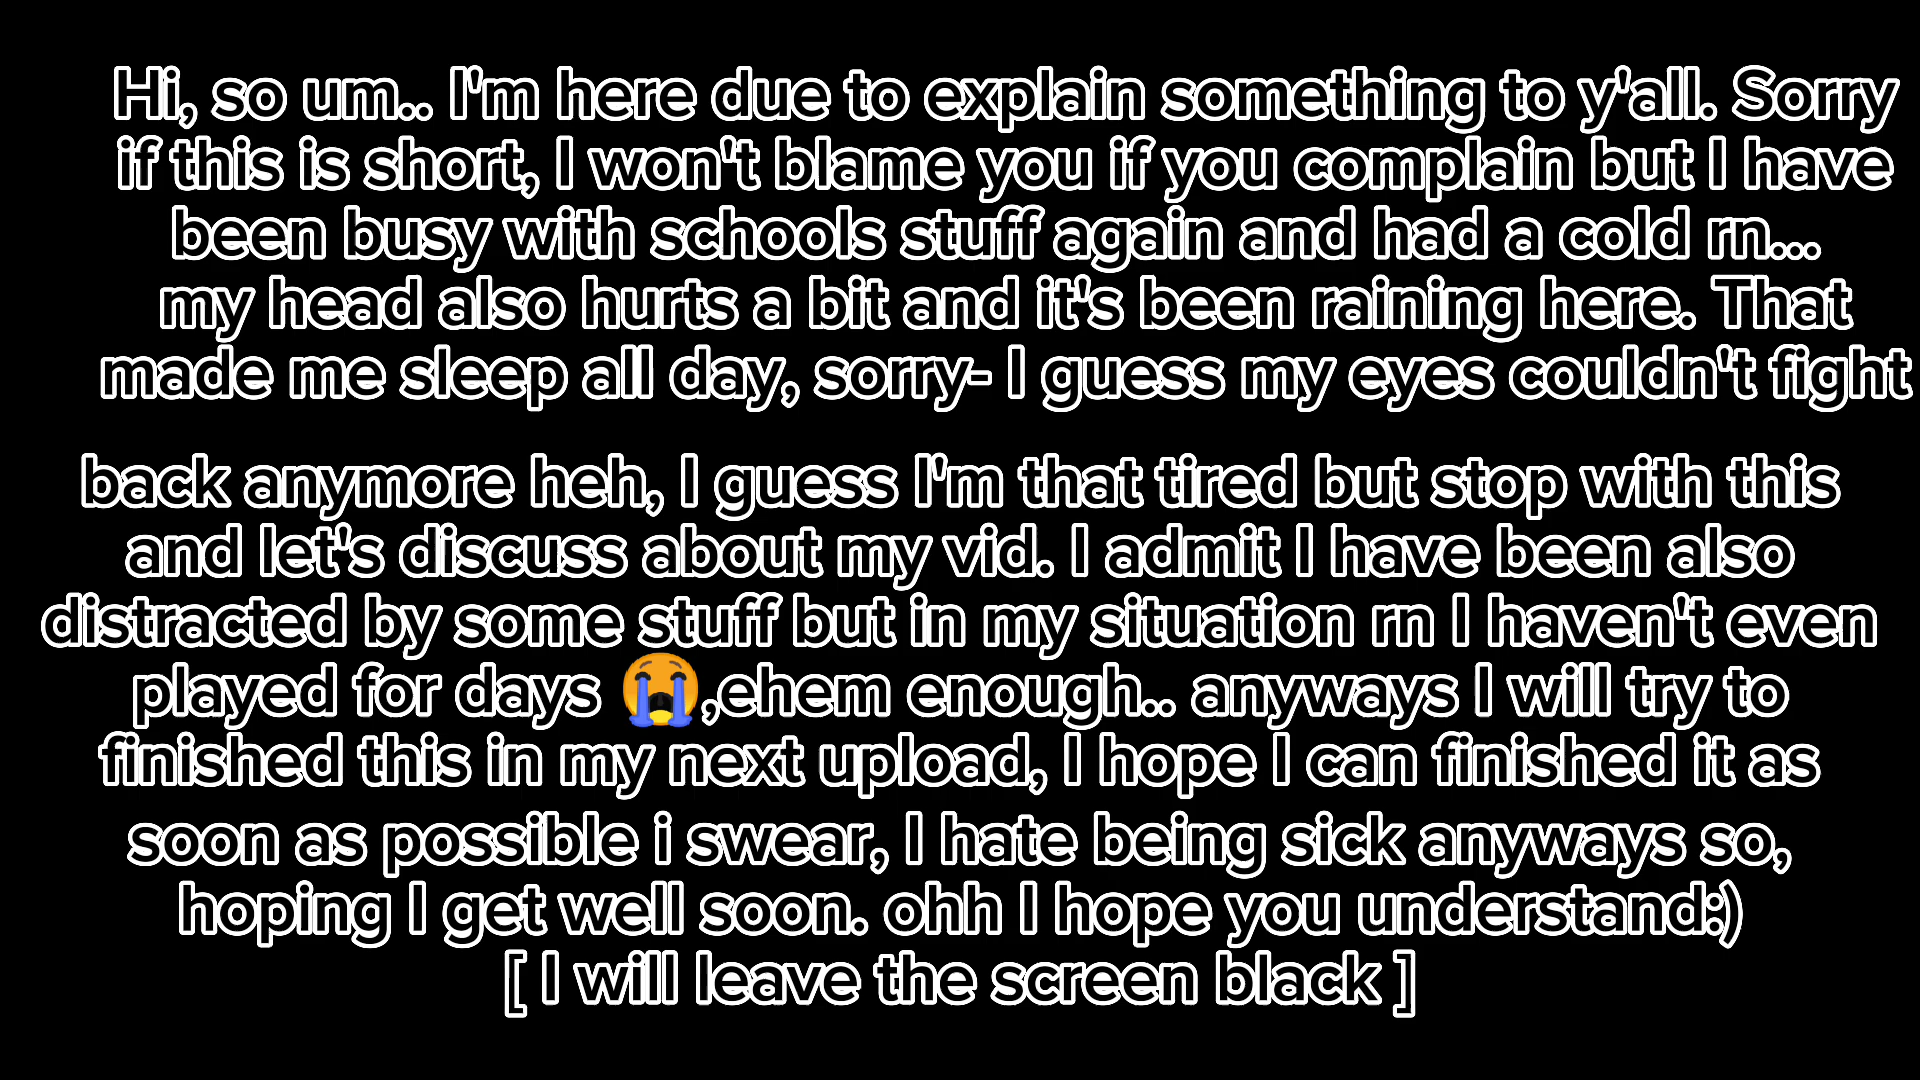 Hi, so um.. I'm here due to explain something to y'all. Sorry
if this is short, I won't blame you if you complain but I have
been busy with schools stuff again and had a cold rn...
my head also hurts a bit and it's been raining here. That
made me sleep all day, sorry- I guess my eyes couldn't fight
back anymore heh, I guess I'm that tired but stop with this
and let's discuss about my vid. I admit I have been also
distracted by some stuff but in my situation rn I haven't even
played for days 😭,ehem enough.. anyways I will try to
finished this in my next upload, I hope I can finished it as
soon as possible i swear, I hate being sick anyways so,
hoping I get well soon. ohh I hope you understand:)
[ I will leave the screen black ]